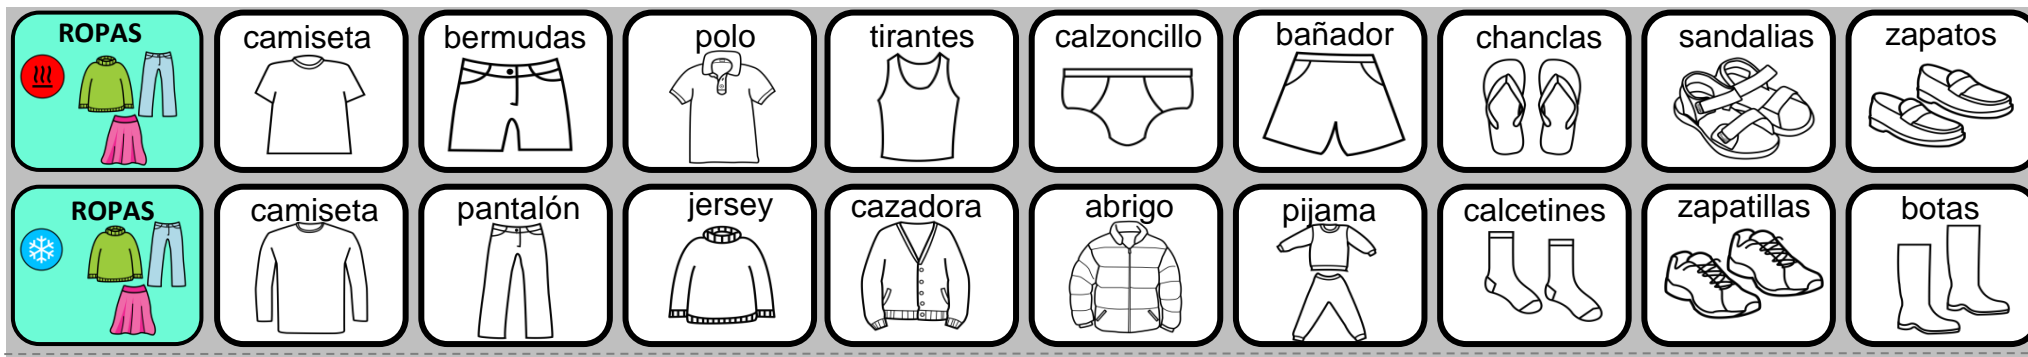 ROPAS
camiseta
bermudas
polo
tirantes
calzoncillo
bañador
chanclas
sandalias
zapatos
ROPAS
camiseta
pantalón
jersey
cazadora
abrigo
pijama
calcetines
zapatillas
botas